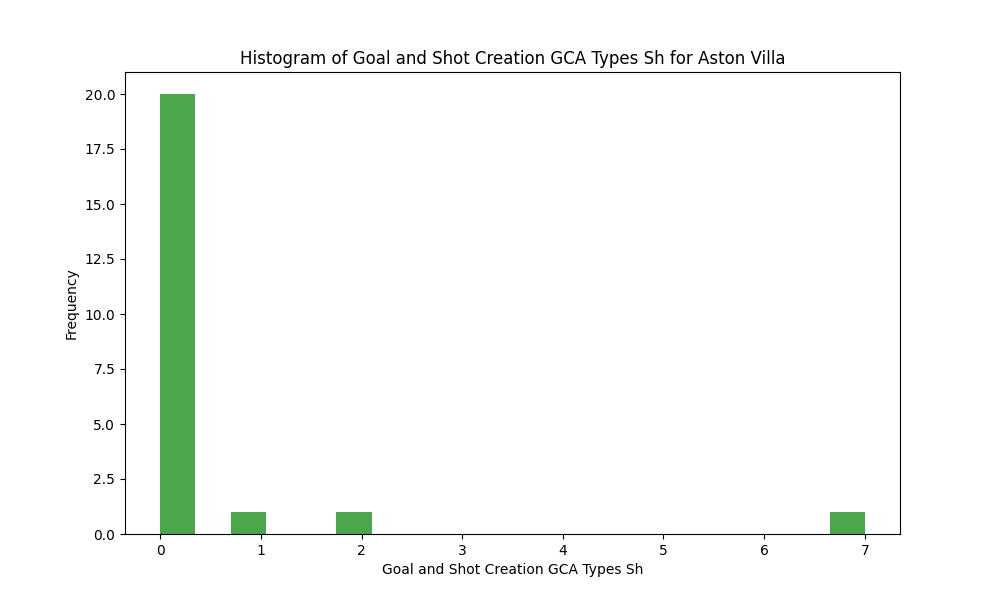 Histogram of Goal and Shot Creation GCA Types Sh for Aston Villa
20.0
17.5
15.0
12.5
10.0
7.5
5.0
2.5
0.0
Frequency
0 1 2 3 4 5 6 7
Goal and Shot Creation GCA Types Sh